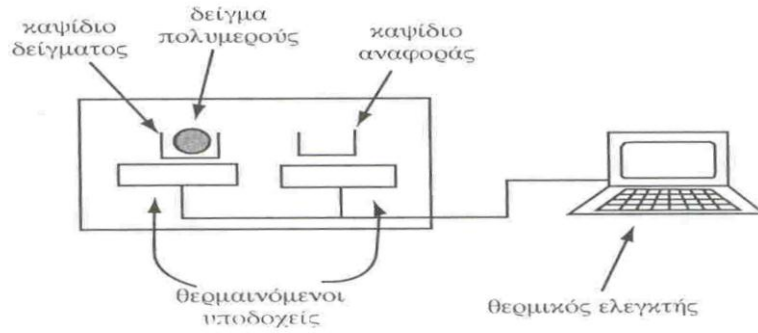 καψίδιο
δείγματος
δείγμα
πολυμερούς
καψίδιο
αναφοράς
θερμαινόμενοι
υποδοχείς
θερμικός ελεγκτής